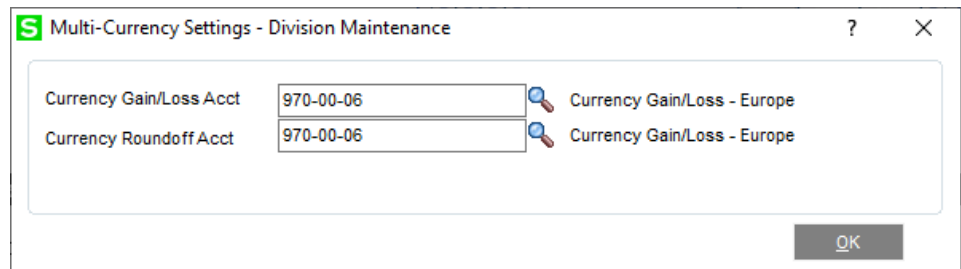 S Multi-Currency Settings - Division Maintenance ? ✕
Currency Gain/Loss Acct 970-00-06 Currency Gain/Loss - Europe
Currency Roundoff Acct 970-00-06 Currency Gain/Loss - Europe
OK